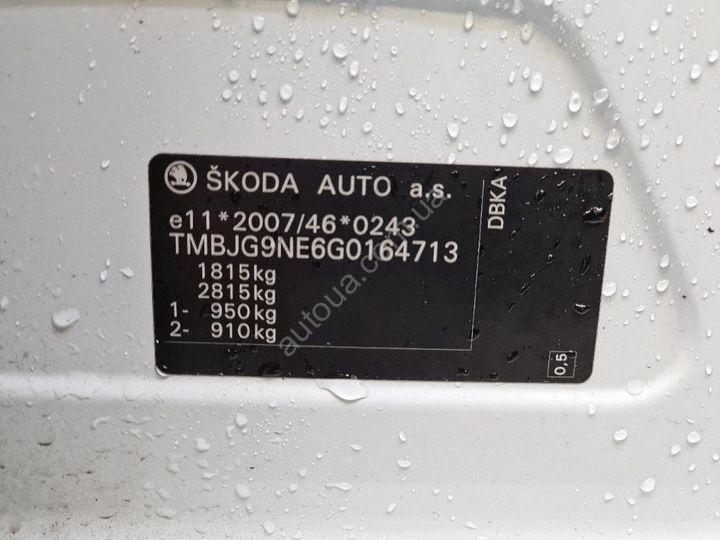 ŠKODA AUTO a.s.
e11*2007/46*0243
TMBJG9NE6G0164713
1815kg
2815kg
1- 950kg
2- 910kg
DBKA
0,5
autoua.com.ua